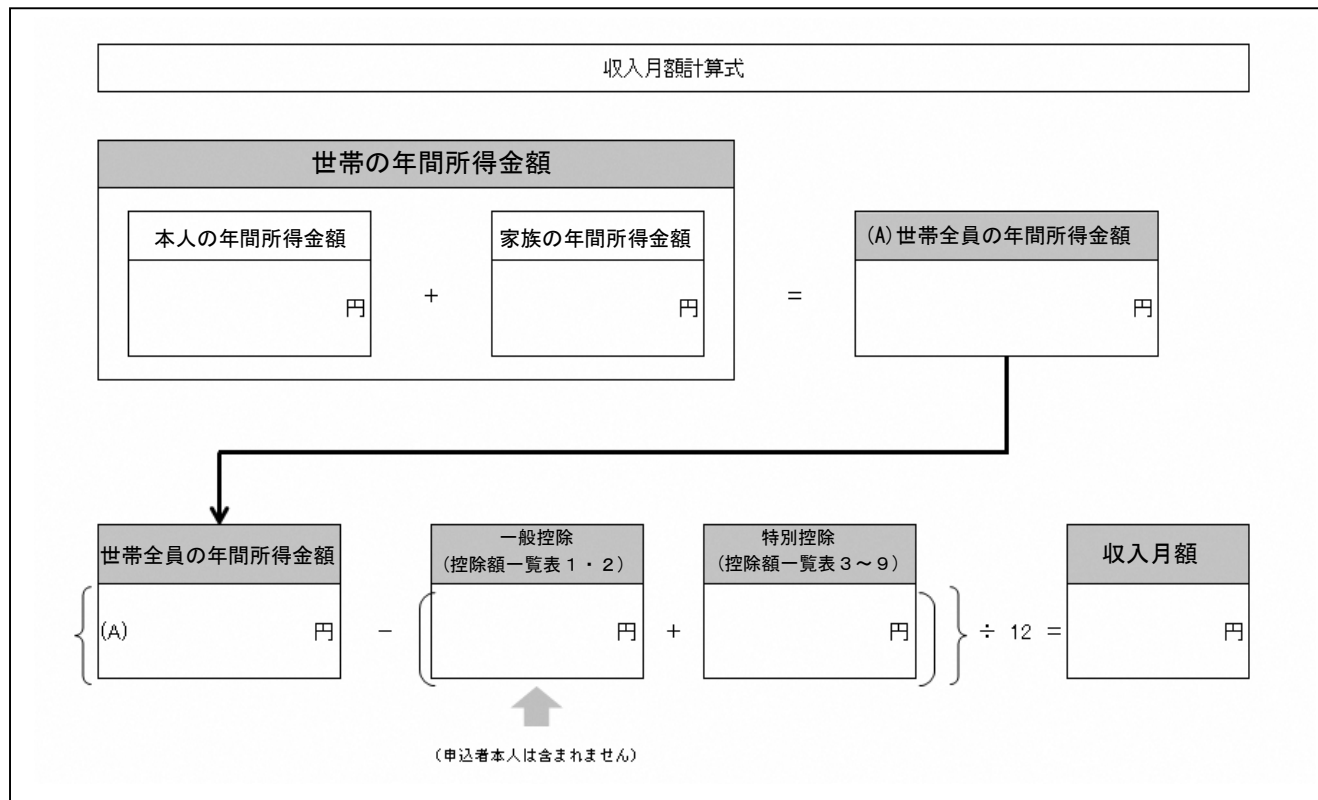 収入月額計算式
世帯の年間所得金額
本人の年間所得金額
家族の年間所得金額
(A)世帯全員の年間所得金額
円
+
円
=
円
世帯全員の年間所得金額
一般控除
(控除額一覧表1・2)
特別控除
(控除額一覧表3~9)
収入月額
{(A) 円 - ( 円 + 円 ) } ÷ 12 = 円
(申込者本人は含まれません)